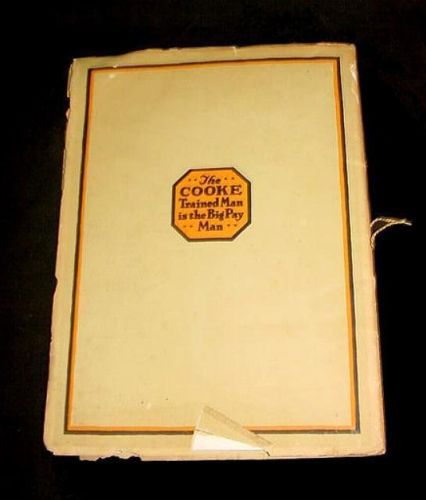 The
COOKE
Trained Man
is the Big Pay
Man